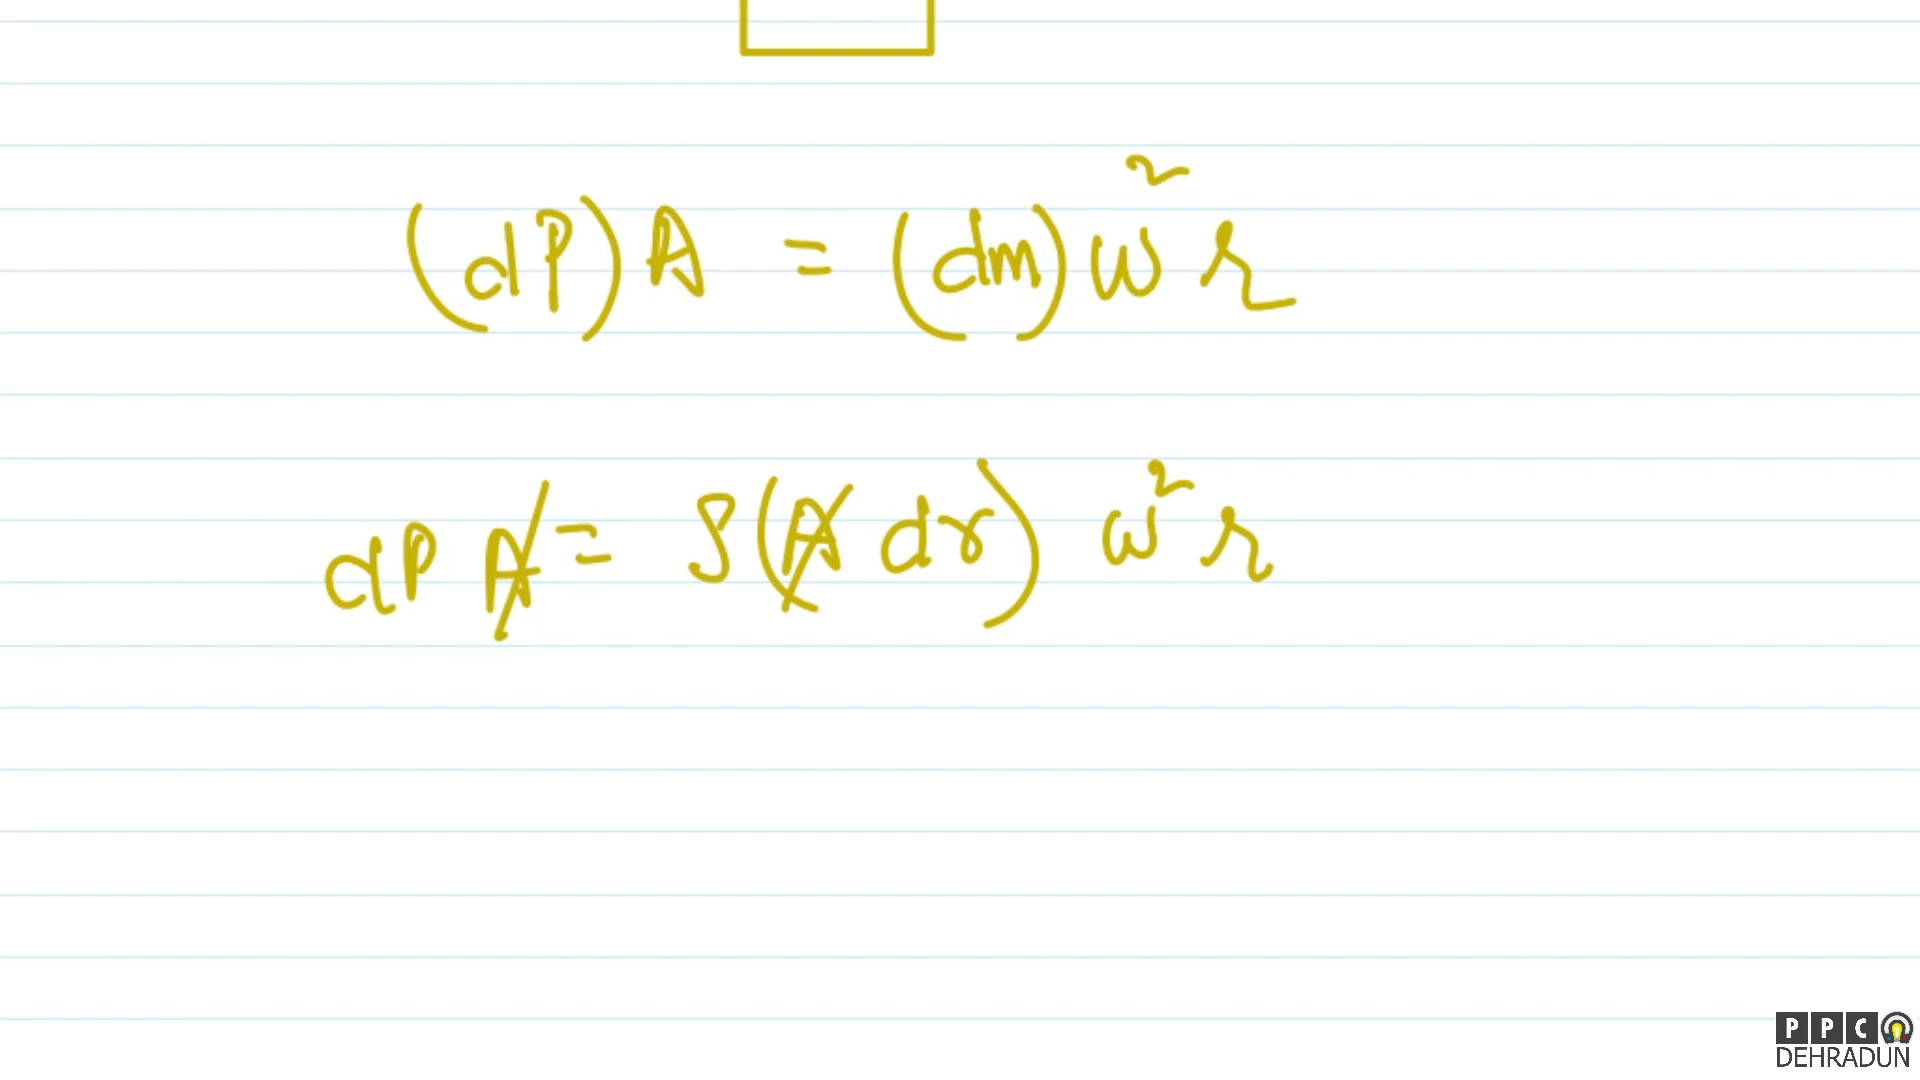 (dP) A = (dm) ω² r
dP A = ρ (A dr) ω² r
PPC
DEHRADUN